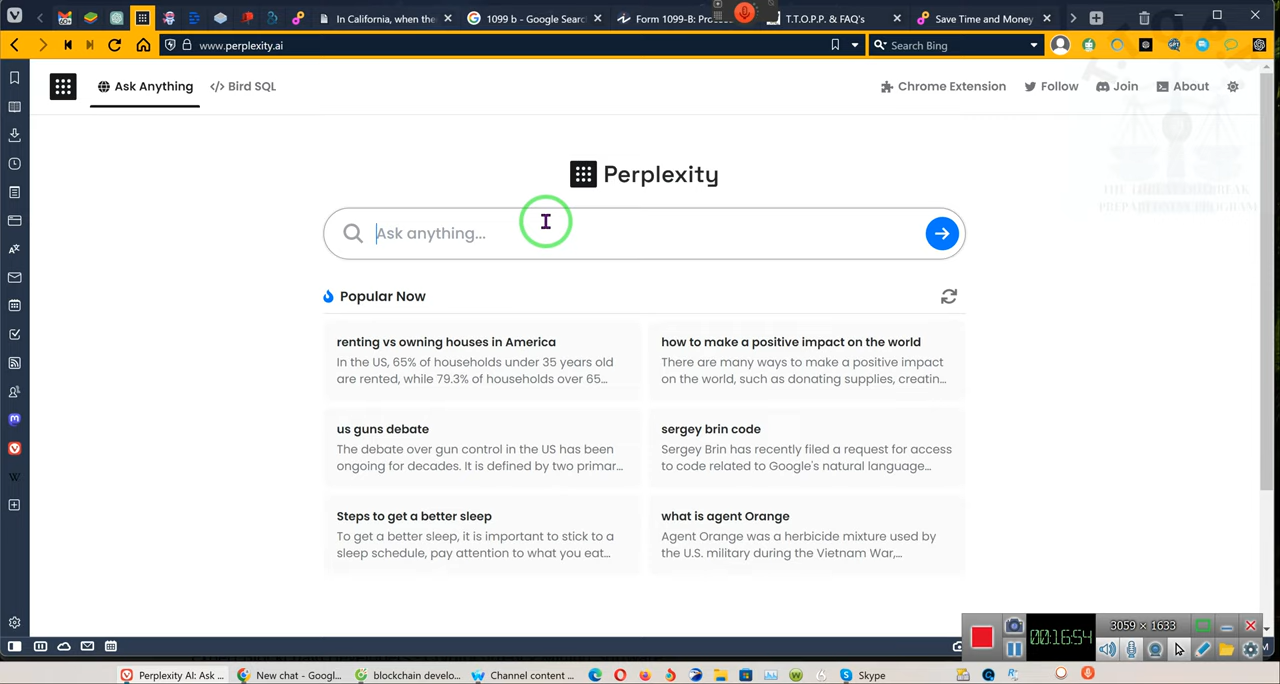 In California, when the
1099 b - Google Searc
Form 1099-B: Pro
T.T.O.P.P. & FAQ's
Save Time and Money
www.perplexity.ai
Search Bing
Ask Anything
</> Bird SQL
Chrome Extension
Follow
Join
About
Perplexity
Ask anything...
Popular Now
renting vs owning houses in America
In the US, 65% of households under 35 years old
are rented, while 79.3% of households over 65...
how to make a positive impact on the world
There are many ways to make a positive impact
on the world, such as donating supplies, creatin...
us guns debate
The debate over gun control in the US has been
ongoing for decades. It is defined by two primar...
sergey brin code
Sergey Brin has recently filed a request for access
to code related to Google's natural language...
Steps to get a better sleep
To get a better sleep, it is important to stick to a
sleep schedule, pay attention to what you eat...
what is agent Orange
Agent Orange was a herbicide mixture used by
the U.S. military during the Vietnam War,...
00:16:54
3059 × 1633
Perplexity AI: Ask ...
New chat - Googl...
blockchain develo...
Channel content ...
Skype